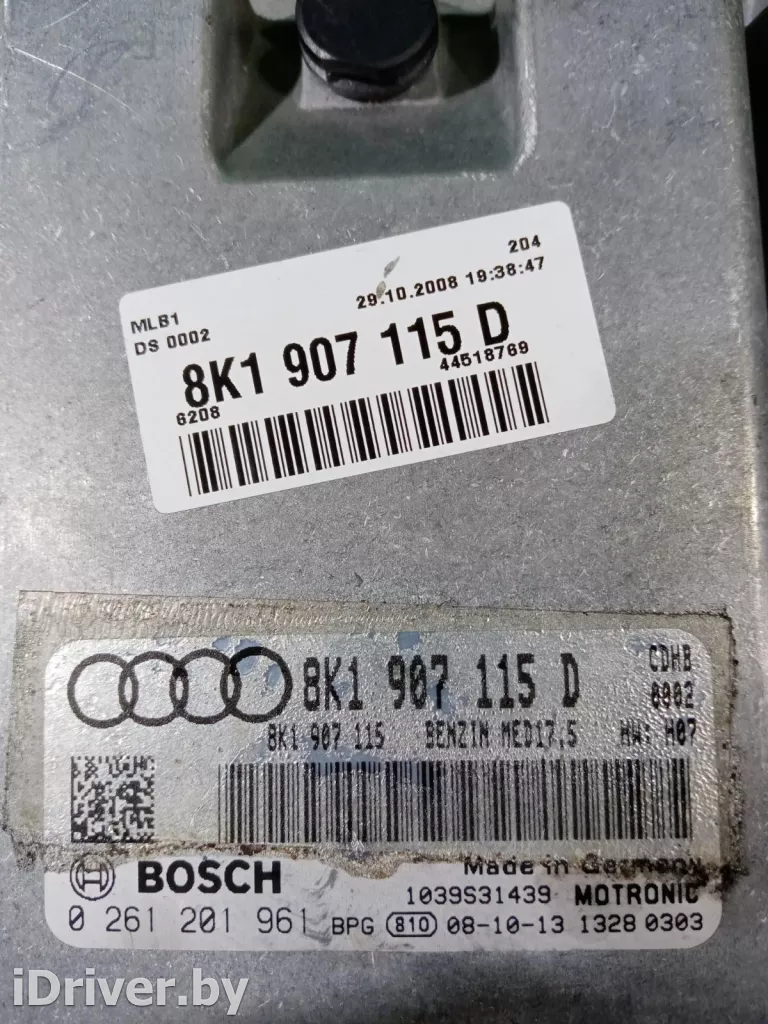 204
29.10.2008 19:38:47
MLB1
DS 0002
8K1 907 115 D
44518769
6208
8K1 907 115 D
CDHB
0002
8K1 907 115 BENZIN MED17.5 HW: H07
BOSCH
Made in Germany
1039S31439 MOTRONIC
0 261 201 961 BPG 810 08-10-13 1328 0303
iDriver.by